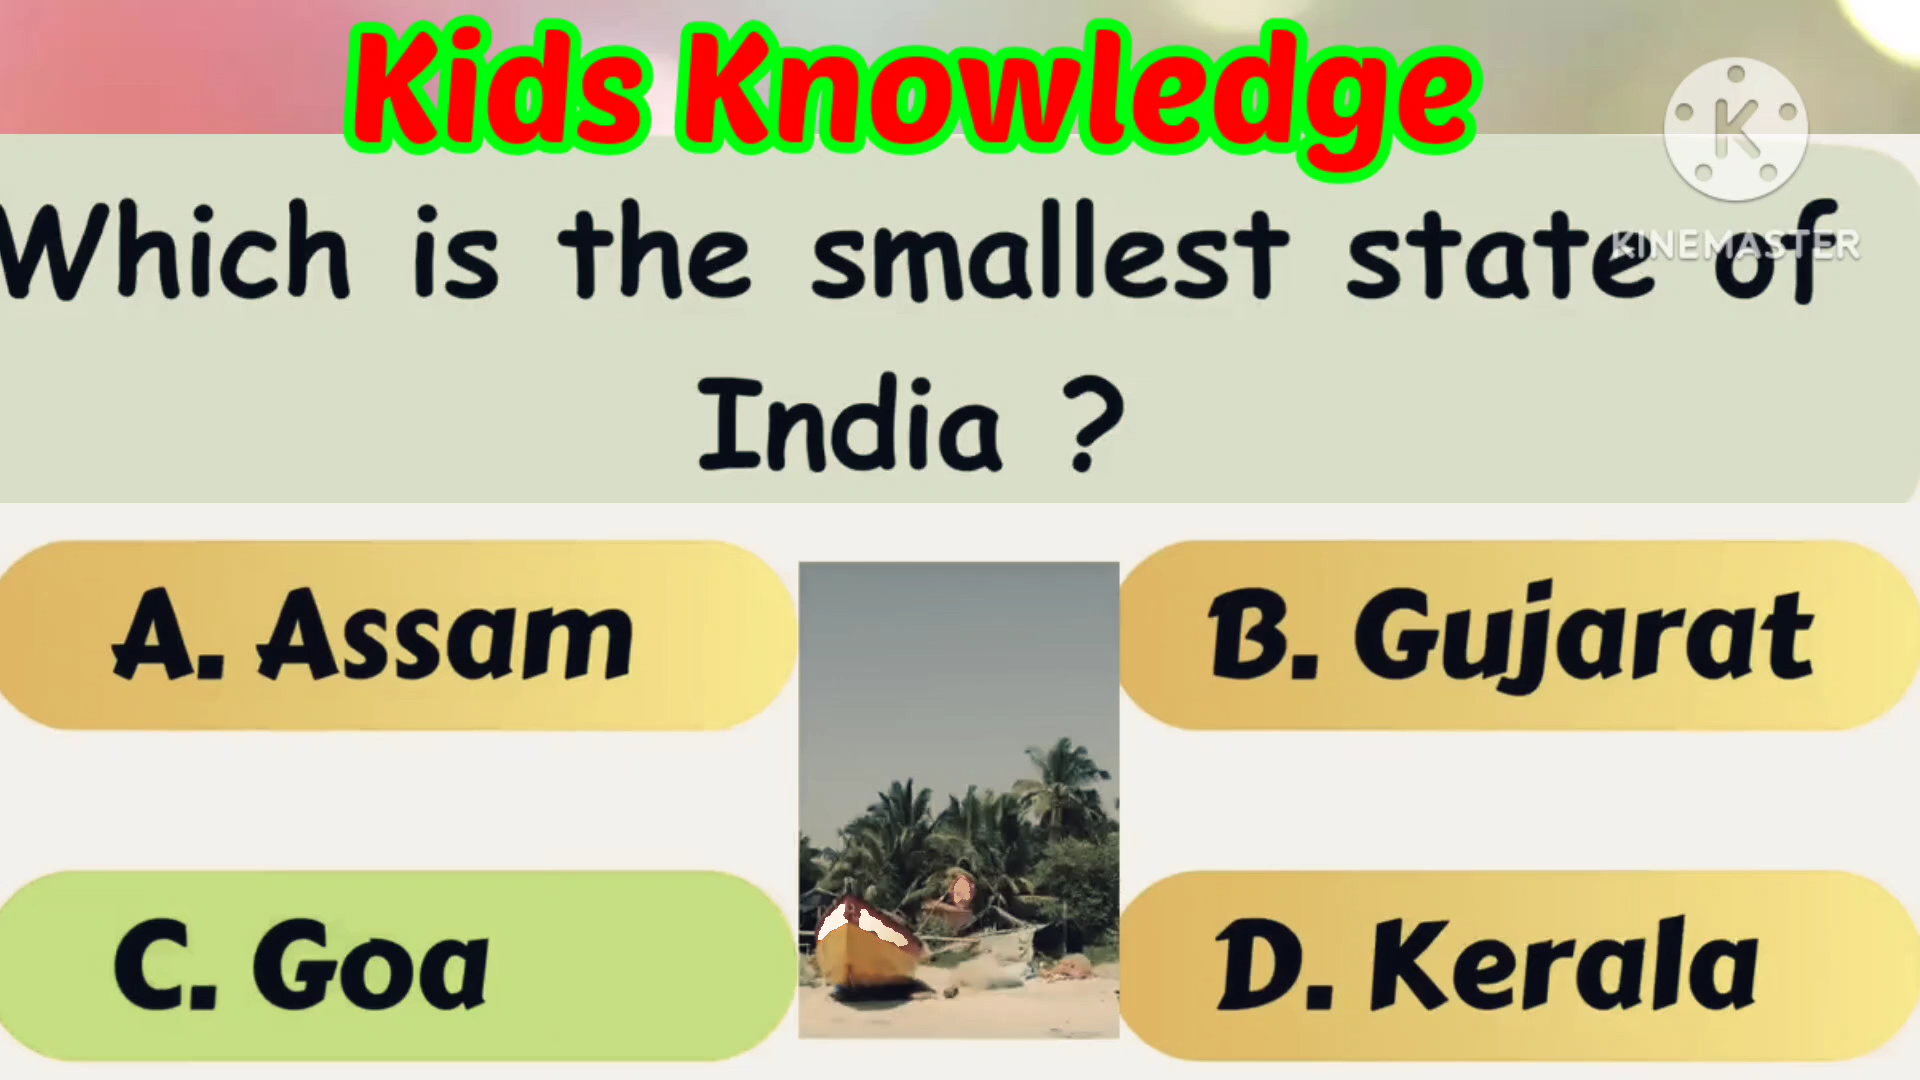 Kids Knowledge
K
KINEMASTER
Which is the smallest state of
India ?
A. Assam
B. Gujarat
C. Goa
D. Kerala